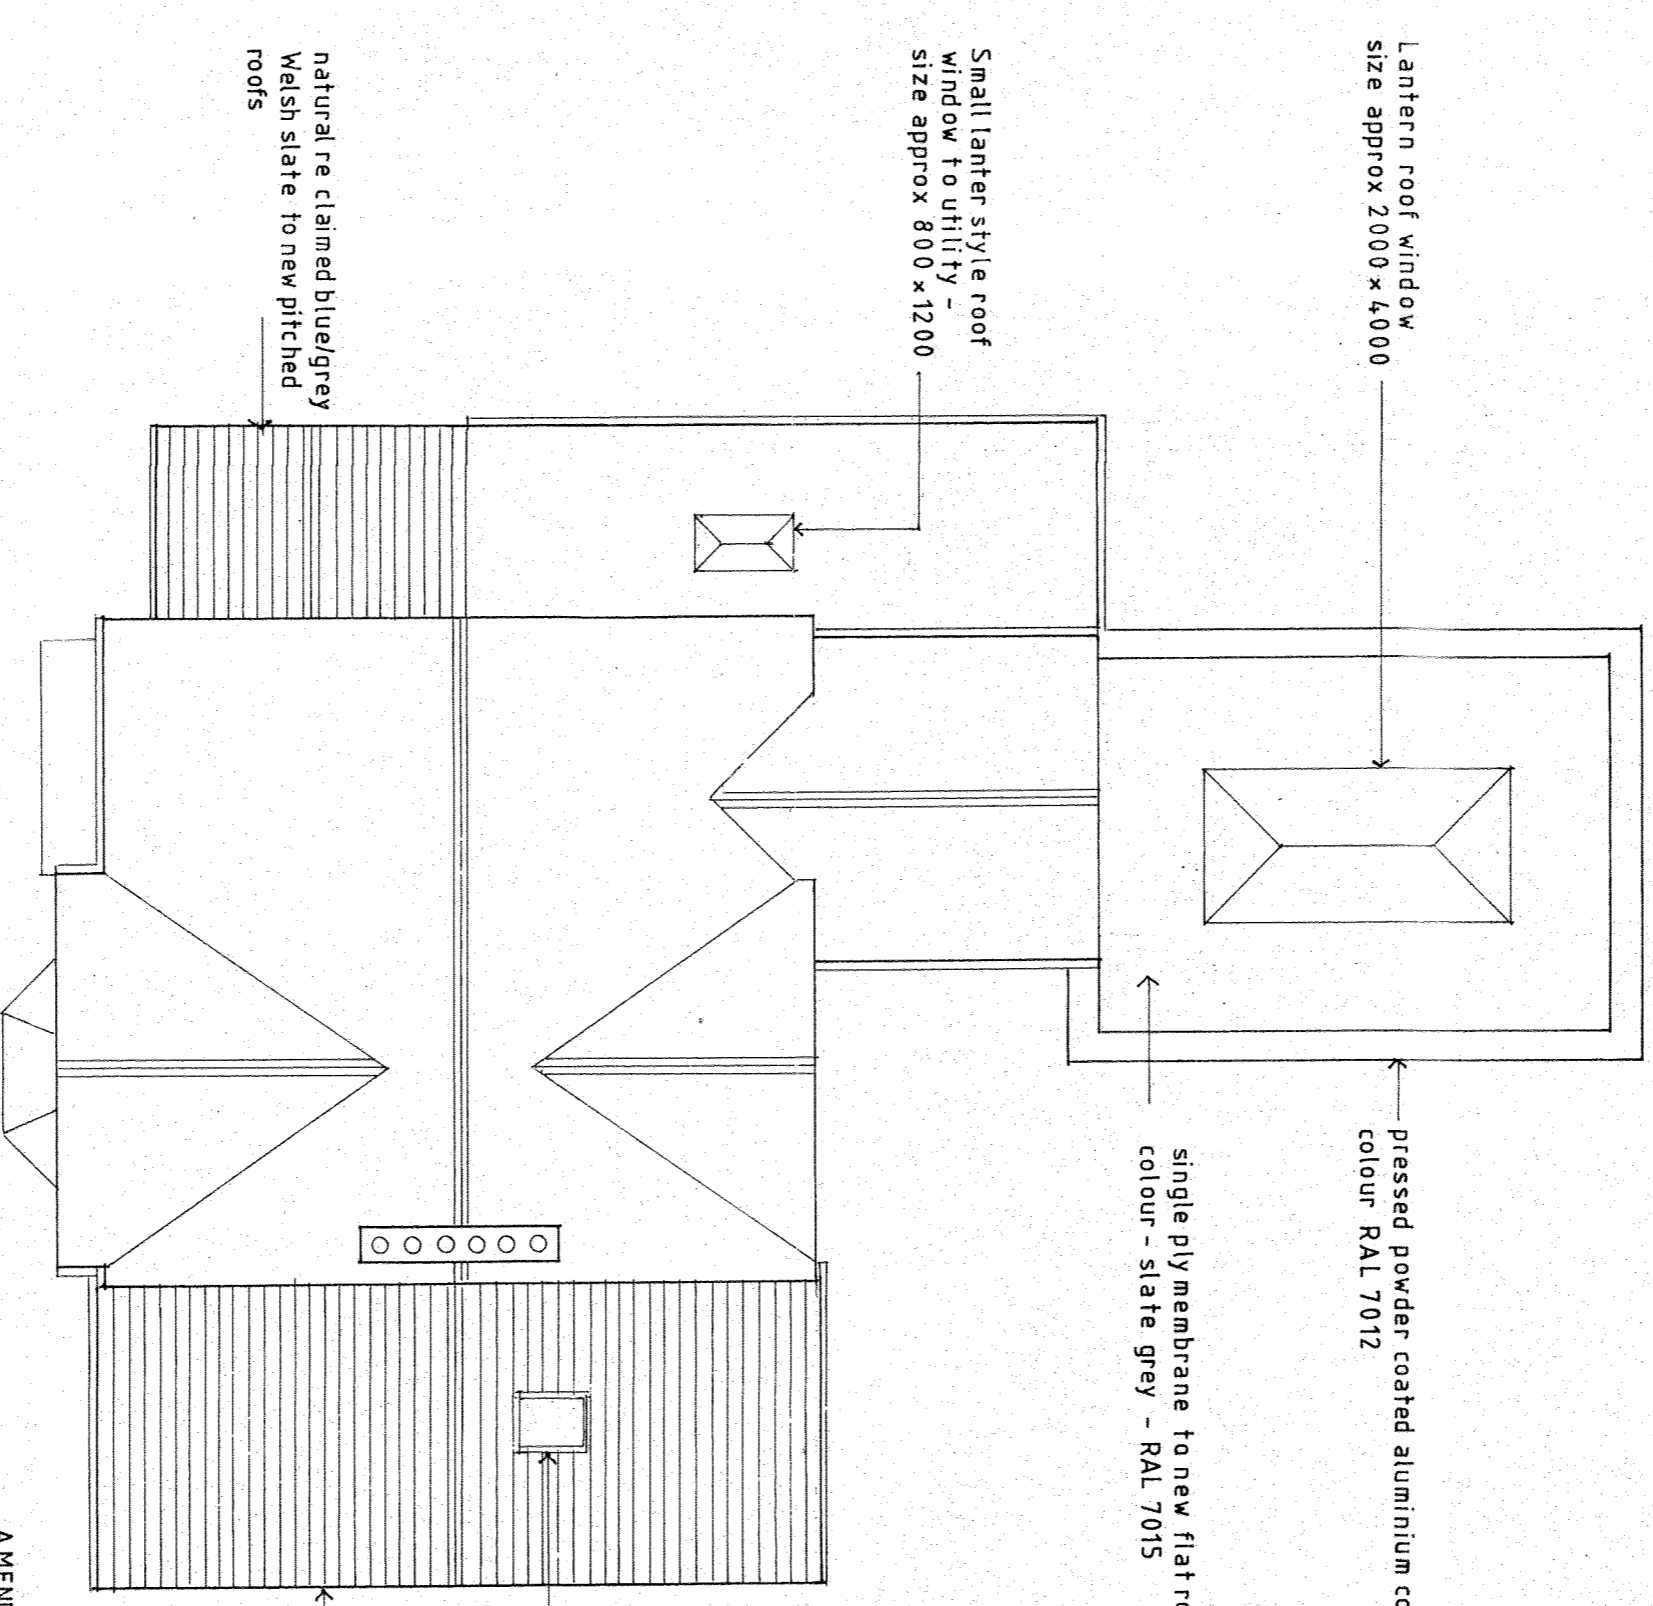 Lantern roof window
size approx 2000 x 4000
pressed powder coated aluminium
colour RAL 7012
single ply membrane to new flat
colour - slate grey - RAL 7015
Small lanter style roof
window to utility -
size approx 800 x 1200
natural re claimed blue/grey
Welsh slate to new pitched
roofs